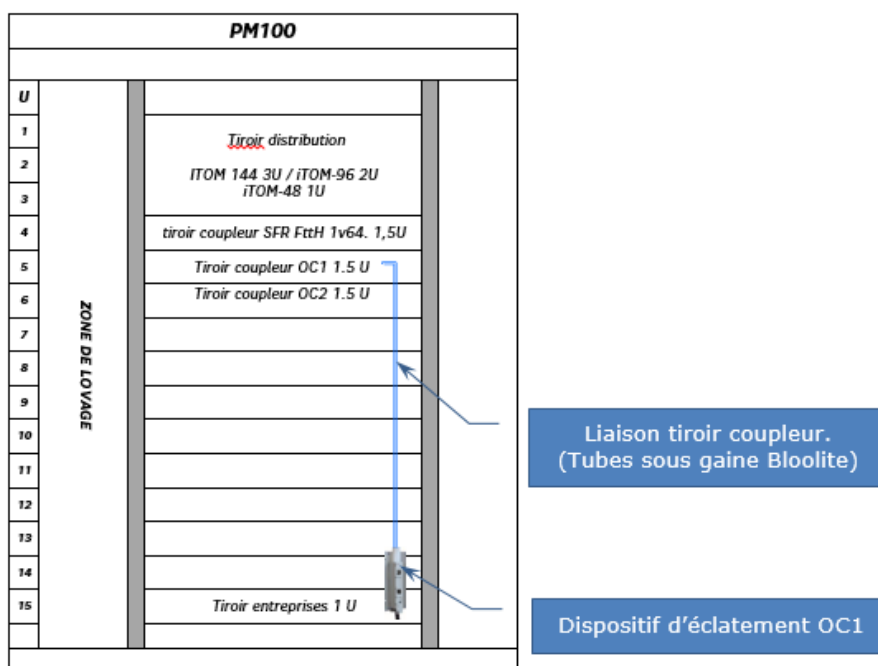 PM100
U
1
Tiroir distribution
2
ITOM 144 3U / iTOM-96 2U
iTOM-48 1U
3
4
tiroir coupleur SFR FttH 1v64. 1,5U
5
Tiroir coupleur OC1 1.5 U
6
Tiroir coupleur OC2 1.5 U
ZONE DE LOVAGE
7
8
9
10
11
12
13
14
15
Tiroir entreprises 1 U
Liaison tiroir coupleur.
(Tubes sous gaine Bloolite)
Dispositif d'éclatement OC1